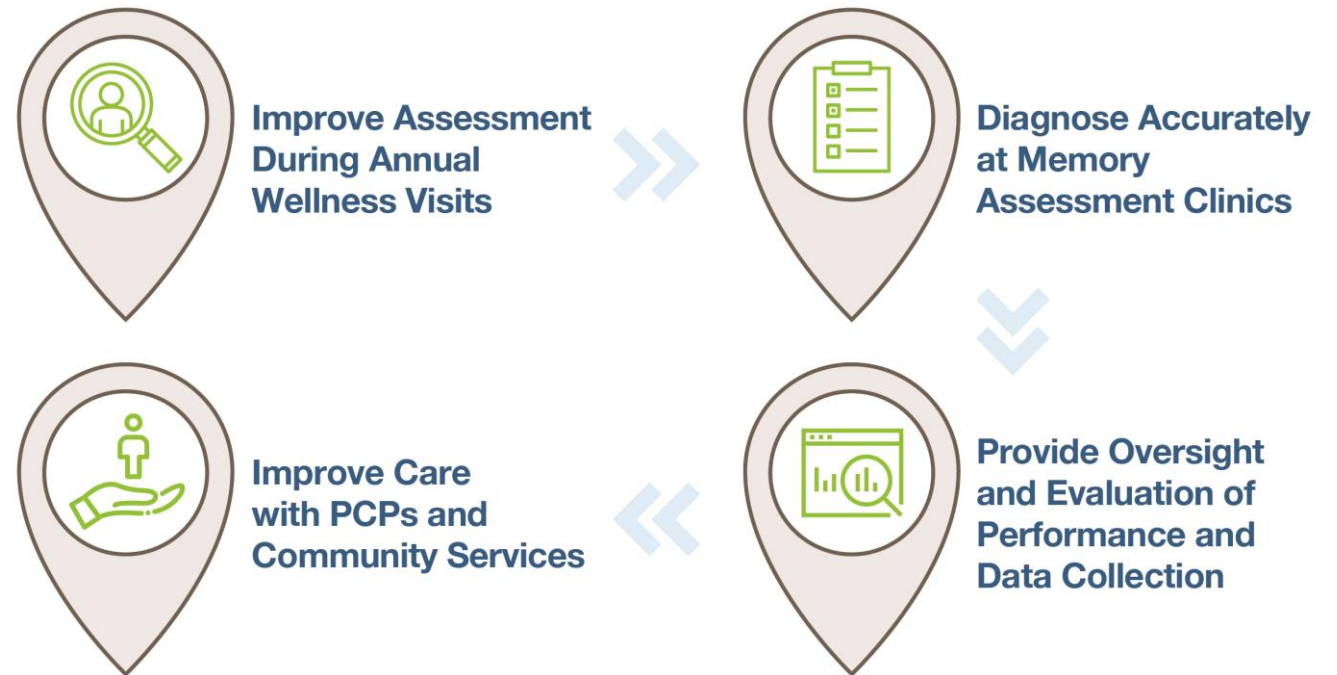 Improve Assessment
During Annual
Wellness Visits
Diagnose Accurately
at Memory
Assessment Clinics
Provide Oversight
and Evaluation of
Performance and
Data Collection
Improve Care
with PCPs and
Community Services